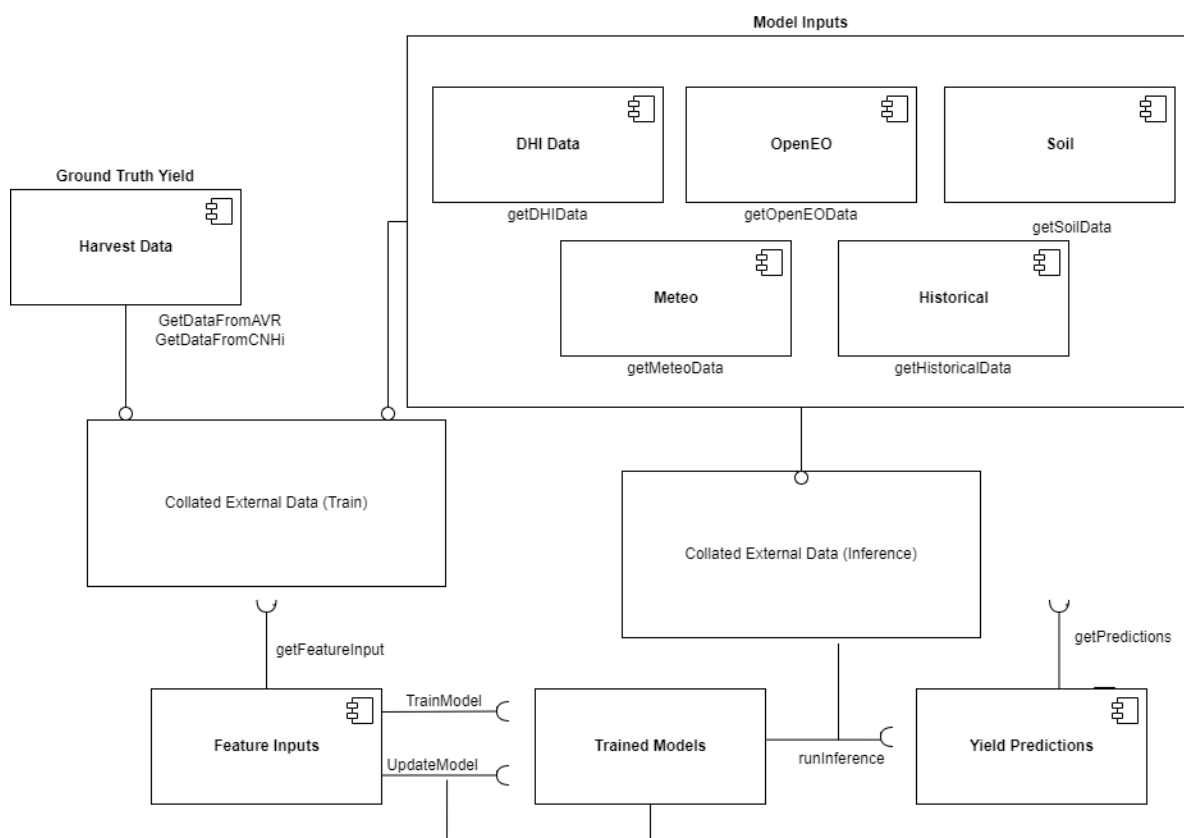 Model Inputs
DHI Data
OpenEO
Soil
getDHIData
getOpenEOData
getSoilData
Ground Truth Yield
Harvest Data
Meteo
Historical
getMeteoData
getHistoricalData
GetDataFromAVR
GetDataFromCNHi
Collated External Data (Train)
Collated External Data (Inference)
getFeatureInput
getPredictions
Feature Inputs
TrainModel
UpdateModel
Trained Models
runInference
Yield Predictions